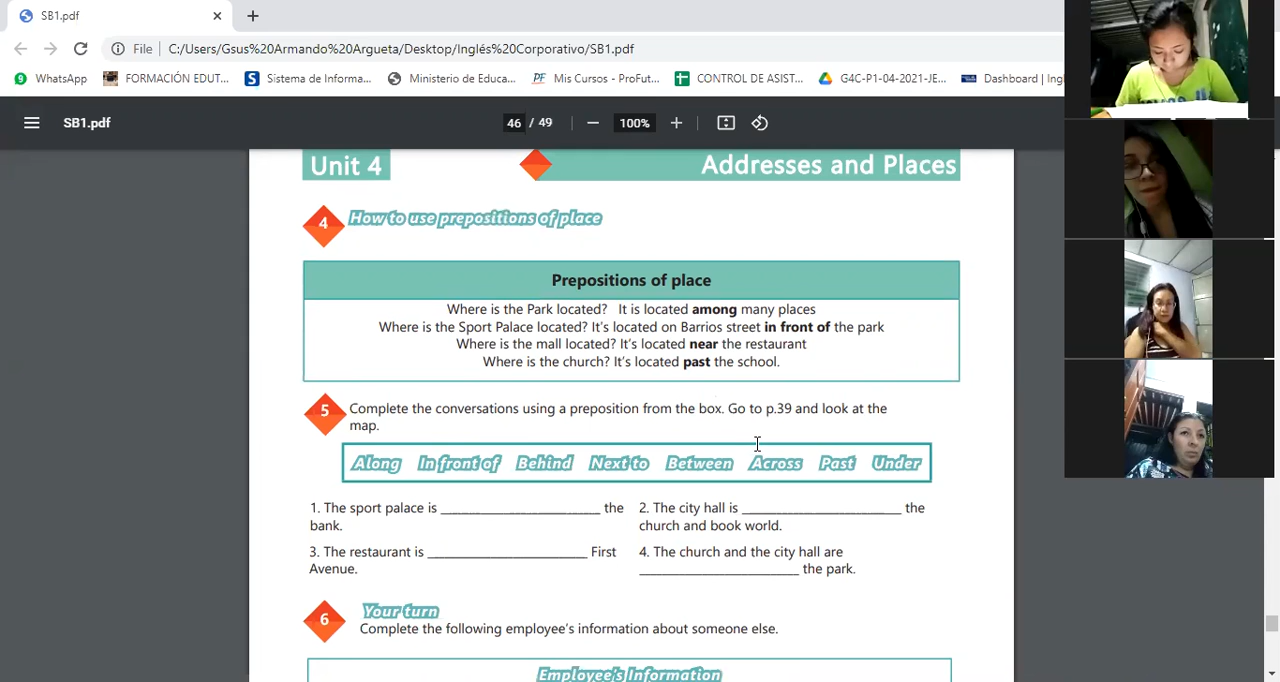 SB1.pdf
File C:/Users/Gsus%20Armando%20Argueta/Desktop/Inglés%20Corporativo/SB1.pdf
WhatsApp FORMACIÓN EDUT... Sistema de Informa... Ministerio de Educa... PF Mis Cursos - ProFut... CONTROL DE ASIST... G4C-P1-04-2021-JE... Dashboard | Ingl
SB1.pdf 46 / 49 100%
Unit 4 Addresses and Places
4 How to use prepositions of place
Prepositions of place
Where is the Park located? It is located among many places
Where is the Sport Palace located? It's located on Barrios street in front of the park
Where is the mall located? It's located near the restaurant
Where is the church? It's located past the school.
5 Complete the conversations using a preposition from the box. Go to p.39 and look at the
map.
Along In front of Behind Next to Between Across Past Under
1. The sport palace is ________________________ the
bank.
2. The city hall is ________________________ the
church and book world.
3. The restaurant is ________________________ First
Avenue.
4. The church and the city hall are
________________________ the park.
6 Your turn
Complete the following employee's information about someone else.
Employee's Information